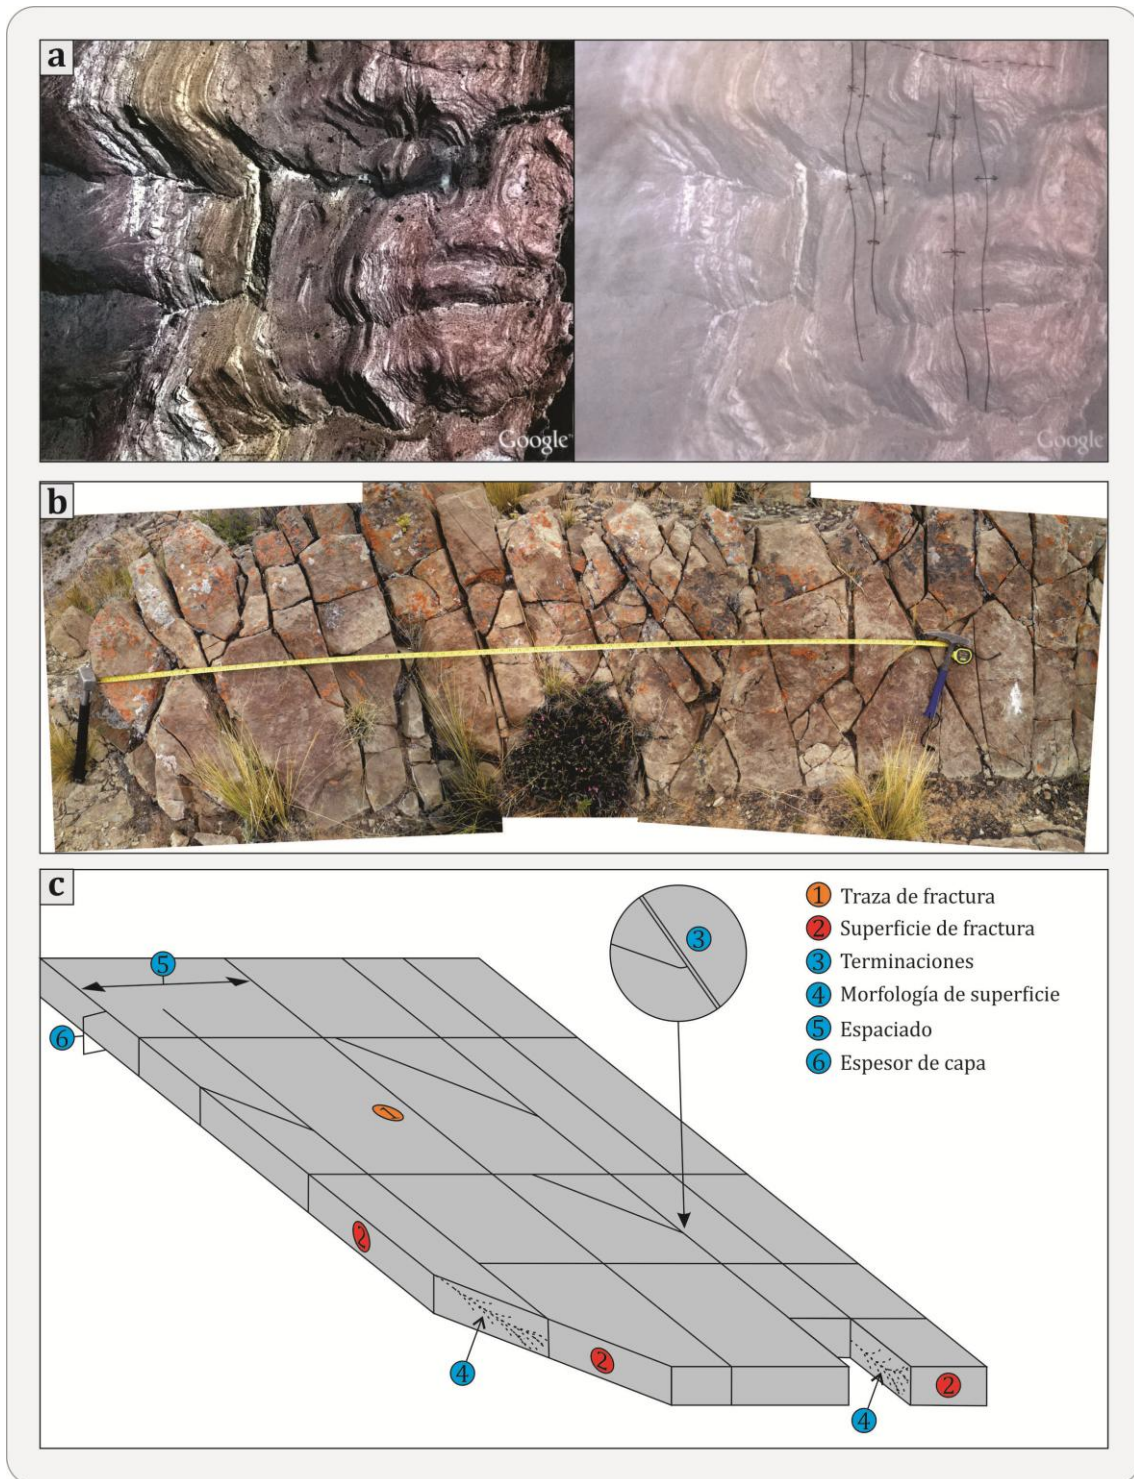 a
Google™
Google
b
c
1 Traza de fractura
2 Superficie de fractura
3 Terminaciones
4 Morfología de superficie
5 Espaciado
6 Espesor de capa
3
5
6
1
2
4
2
4
2